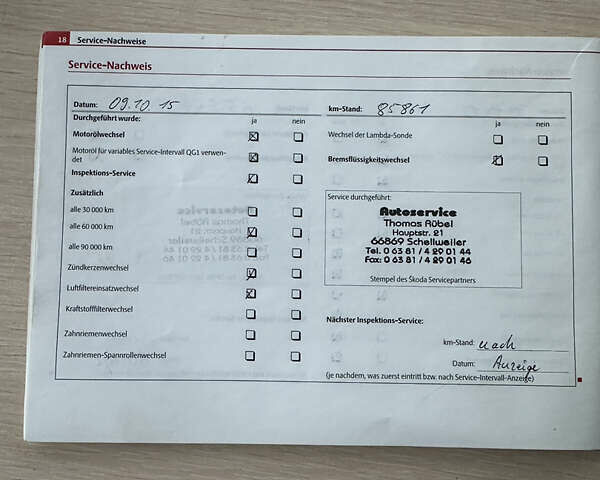 18 Service-Nachweise
Service-Nachweis
Datum: 09.10.15 km-Stand: 85861
Durchgeführt wurde: ja nein ja nein
Motorölwechsel Wechsel der Lambda-Sonde
Motoröl für variables Service-Intervall QG1 verwen-
det
Bremsflüssigkeitswechsel
Inspektions-Service
Zusätzlich Service durchgeführt:
alle 30 000 km Autoservice
Thomas Rübel
alle 60 000 km Hauptstr. 21
66869 Schellweiler
alle 90 000 km Tel. 0 63 81 / 4 29 01 44
Fax: 0 63 81 / 4 29 01 46
Zündkerzenwechsel Stempel des Škoda Servicepartners
Luftfiltereinsatzwechsel
Kraftstofffilterwechsel
Nächster Inspektions-Service:
Zahnriemenwechsel km-Stand: nach
Zahnriemen-Spannrollenwechsel Datum: Anzeige
(je nachdem, was zuerst eintritt bzw. nach Service-Intervall-Anzeige)